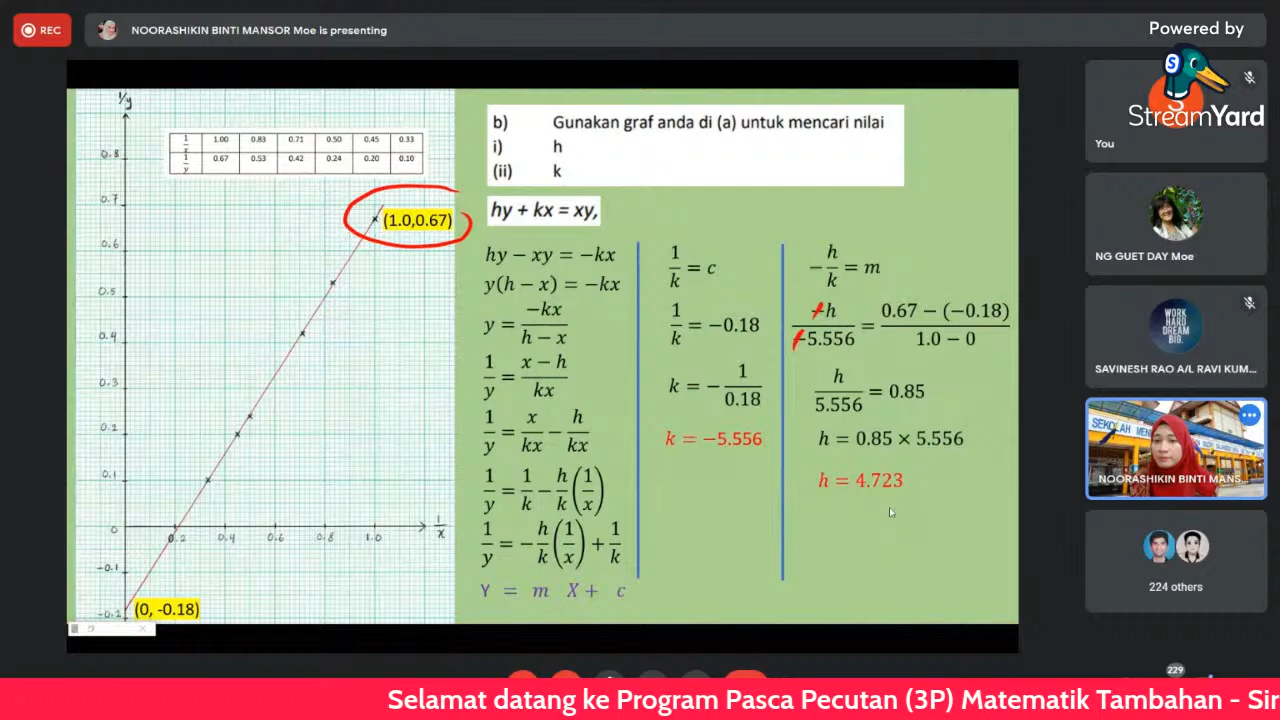 REC
NOORASHIKIN BINTI MANSOR Moe is presenting
Powered by
S
StreamYard
You
NG GUET DAY Moe
WORK
HARD
DREAM
BIG.
SAVINESH RAO A/L RAVI KUM...
SEKOLAH MEN
NOORASHIKIN BINTI MANS...
224 others
229
1/y
1/x 1.00 0.83 0.71 0.50 0.45 0.33
1/y 0.67 0.53 0.42 0.24 0.20 0.10
0.8
0.7
(1.0,0.67)
0.6
0.5
0.4
0.3
0.2
0.1
0
0.2 0.4 0.6 0.8 1.0 1/x
-0.1
(0, -0.18)
b) Gunakan graf anda di (a) untuk mencari nilai
i) h
(ii) k
hy + kx = xy,
hy − xy = −kx
y(h − x) = −kx
y = −kx/(h − x)
1/y = (x − h)/kx
1/y = x/kx − h/kx
1/y = 1/k − h/k (1/x)
1/y = − h/k (1/x) + 1/k
Y = m X + c
1/k = c
1/k = −0.18
k = − 1/0.18
k = −5.556
− h/k = m
−h/−5.556 = (0.67 − (−0.18))/(1.0 − 0)
h/5.556 = 0.85
h = 0.85 × 5.556
h = 4.723
Selamat datang ke Program Pasca Pecutan (3P) Matematik Tambahan - Sir